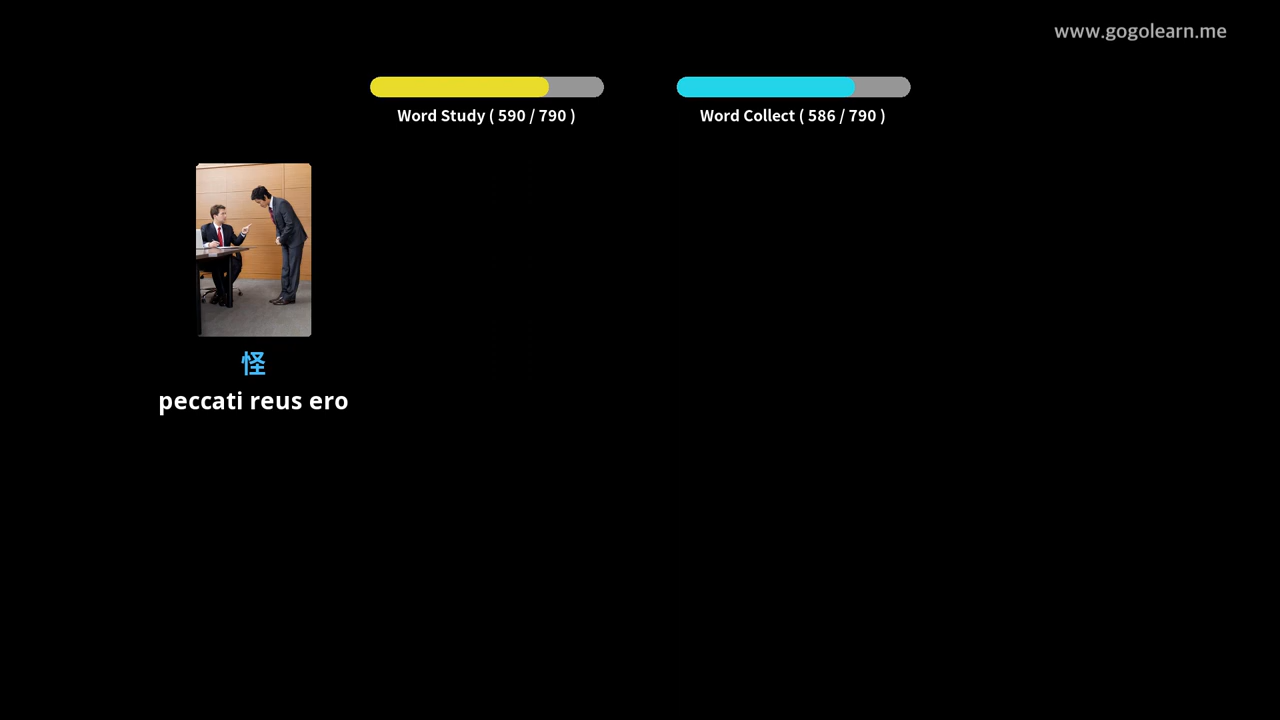 www.gogolearn.me
Word Study ( 590 / 790 )
Word Collect ( 586 / 790 )
怪
peccati reus ero